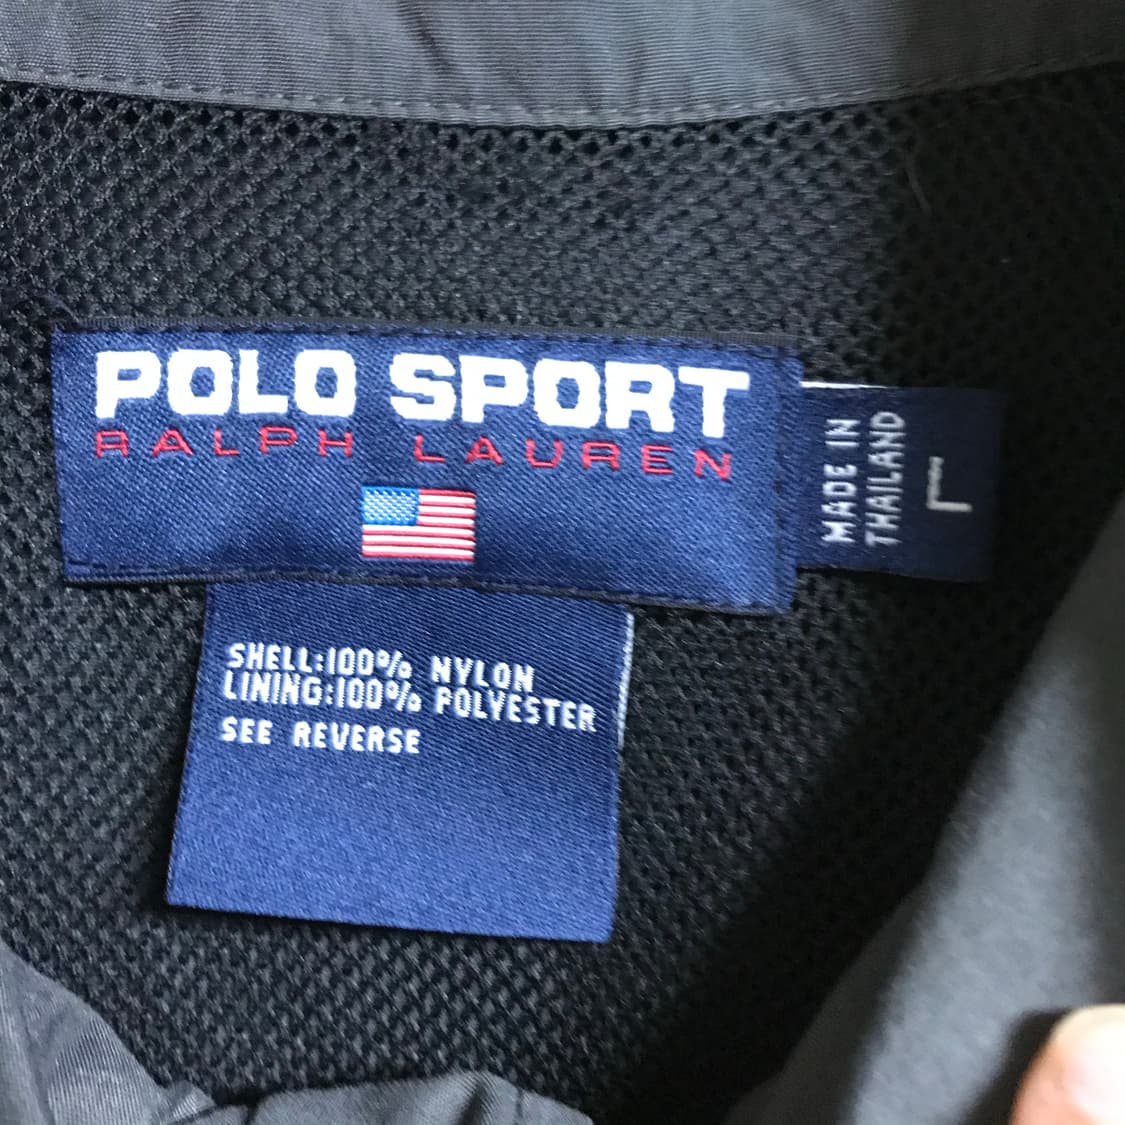 POLO SPORT
RALPH LAUREN
MADE IN
THAILAND
L
SHELL:100% NYLON
LINING:100% POLYESTER
SEE REVERSE